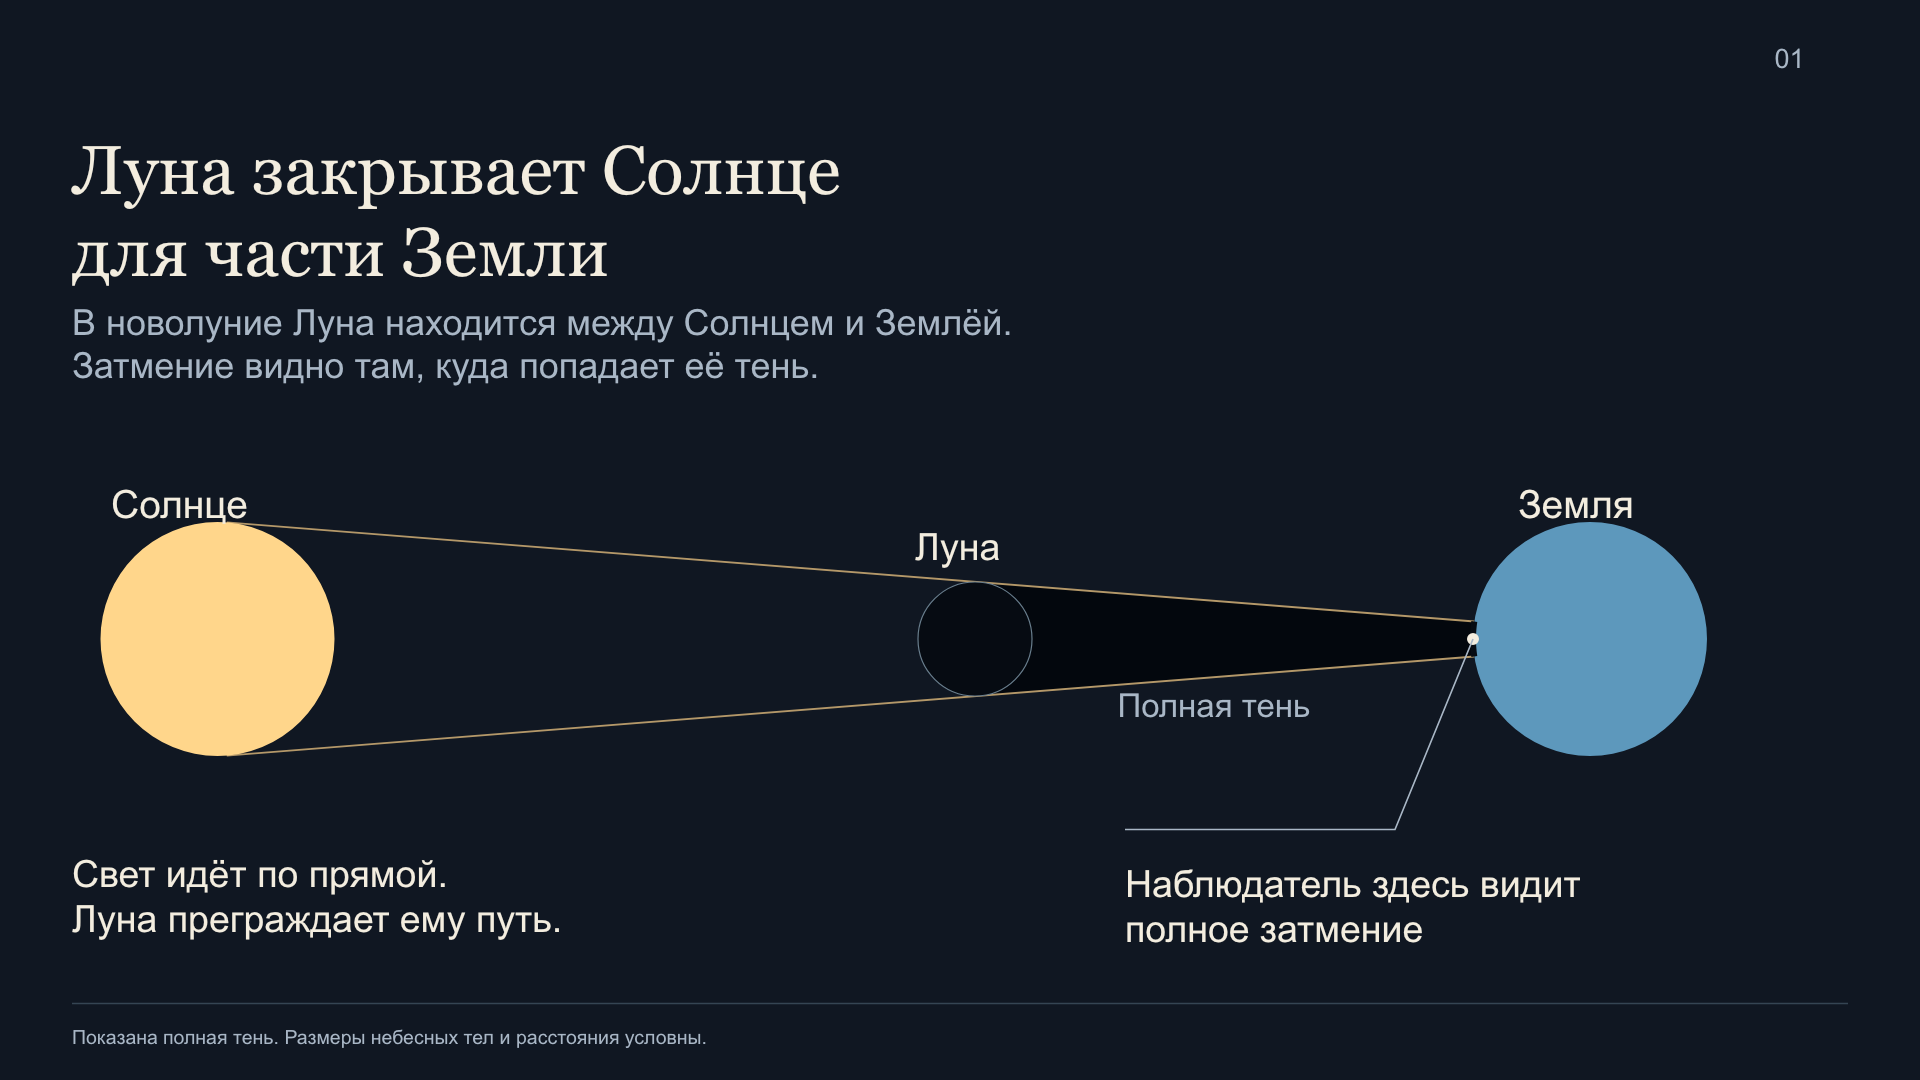 01
Луна закрывает Солнце
для части Земли
В новолуние Луна находится между Солнцем и Землёй.
Затмение видно там, куда попадает её тень.
Солнце
Земля
Луна
Полная тень
Свет идёт по прямой.
Луна преграждает ему путь.
Наблюдатель здесь видит
полное затмение
Показана полная тень. Размеры небесных тел и расстояния условны.